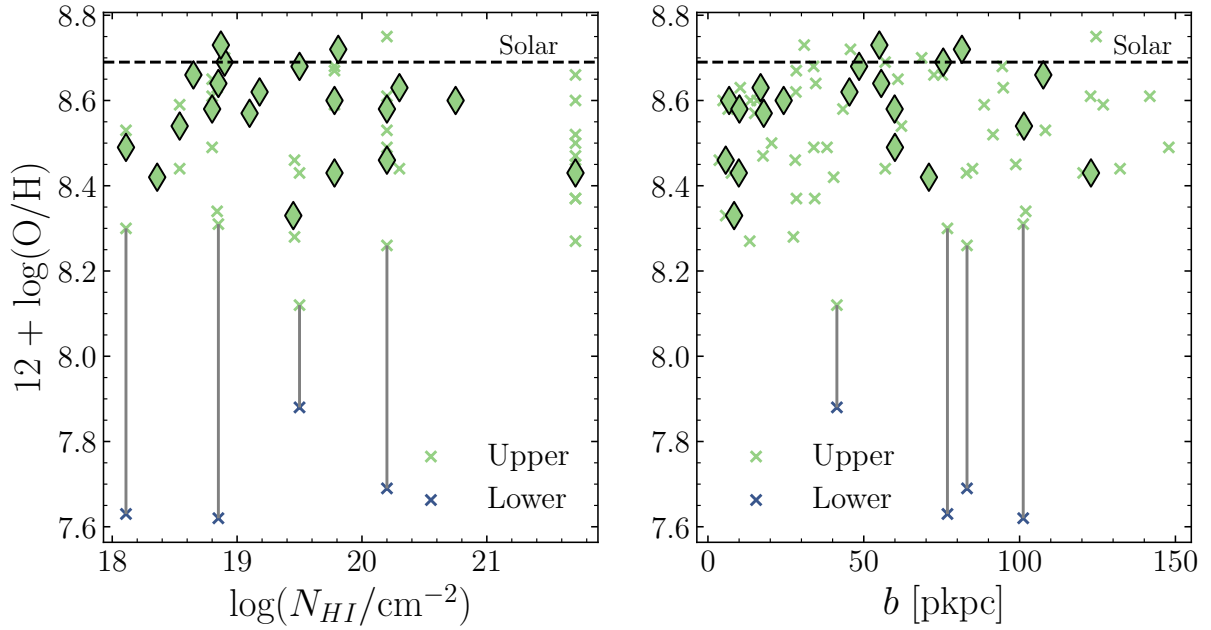 8.8
8.6
8.4
8.2
8.0
7.8
7.6
12 + log(O/H)
Solar
Upper
Lower
18 19 20 21
log(N_{HI}/cm^{−2})
8.8
8.6
8.4
8.2
8.0
7.8
7.6
Solar
Upper
Lower
0 50 100 150
b [pkpc]